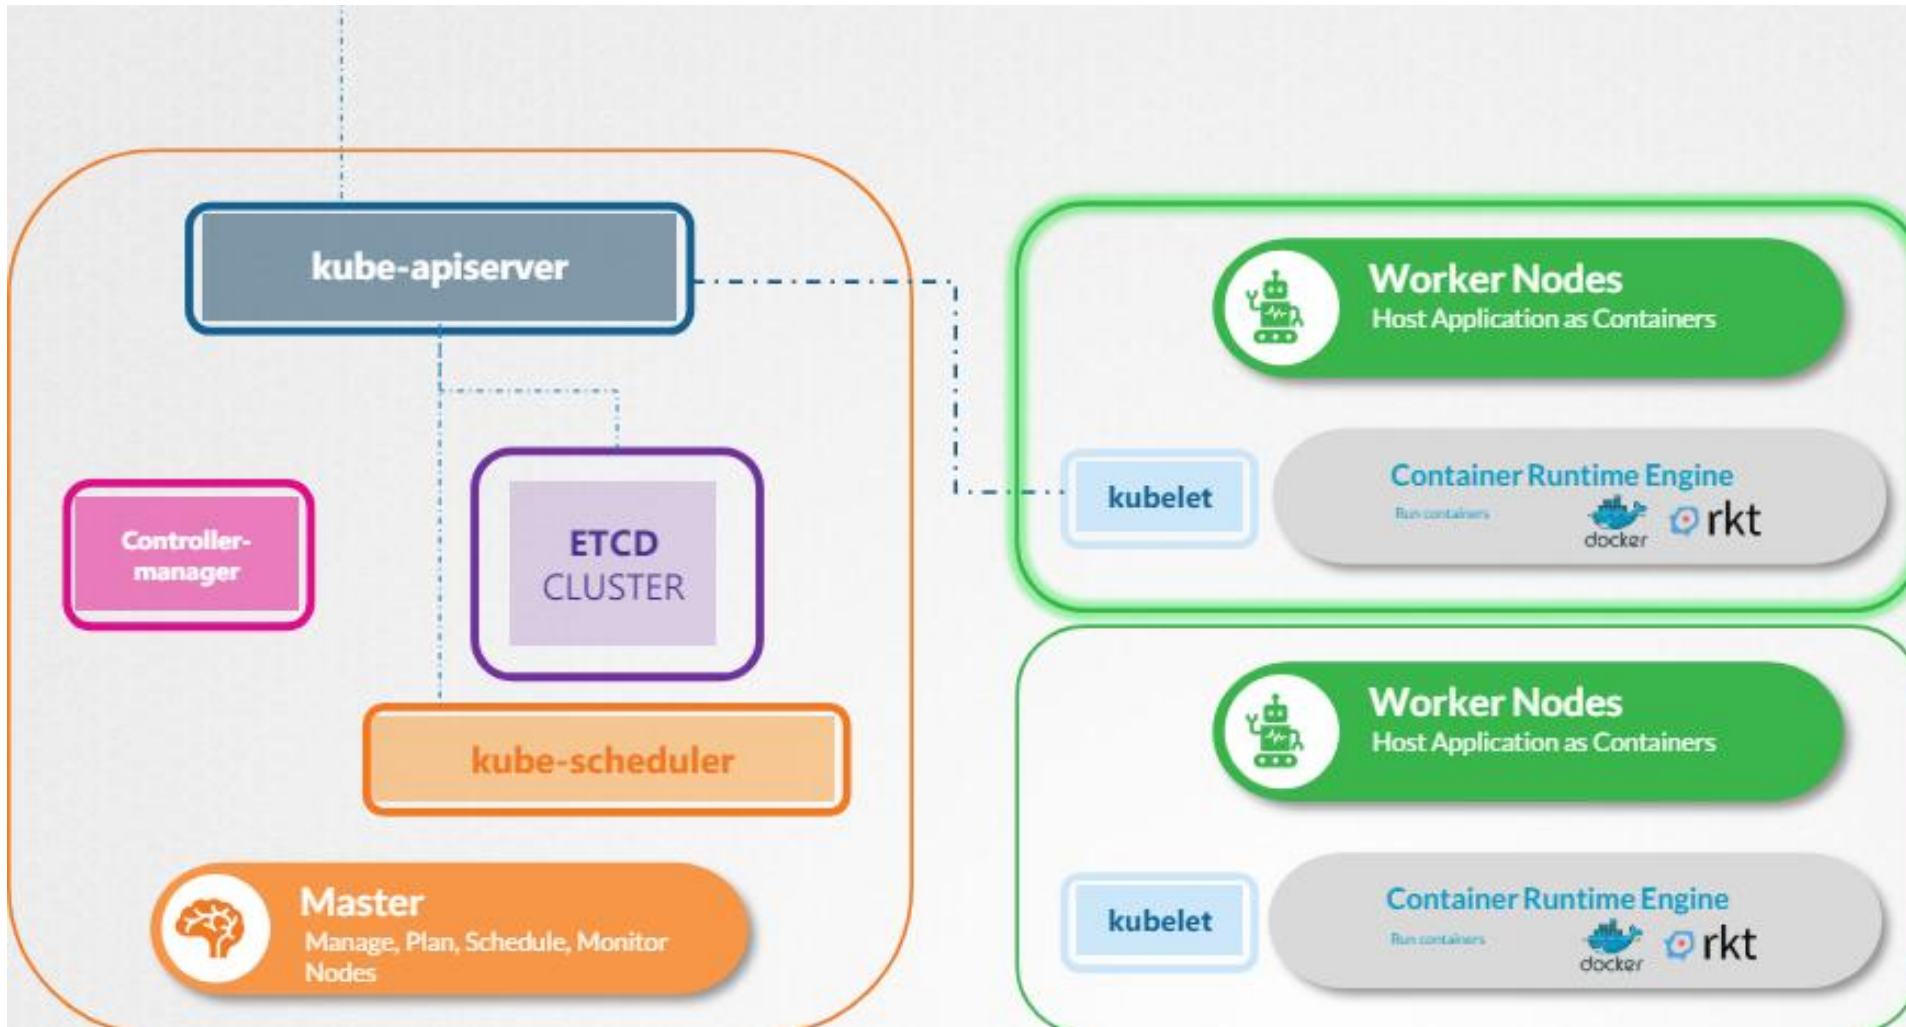 kube-apiserver
Controller-
manager
ETCD
CLUSTER
kube-scheduler
Master
Manage, Plan, Schedule, Monitor
Nodes
Worker Nodes
Host Application as Containers
kubelet
Container Runtime Engine
Run containers
docker
rkt
Worker Nodes
Host Application as Containers
kubelet
Container Runtime Engine
Run containers
docker
rkt